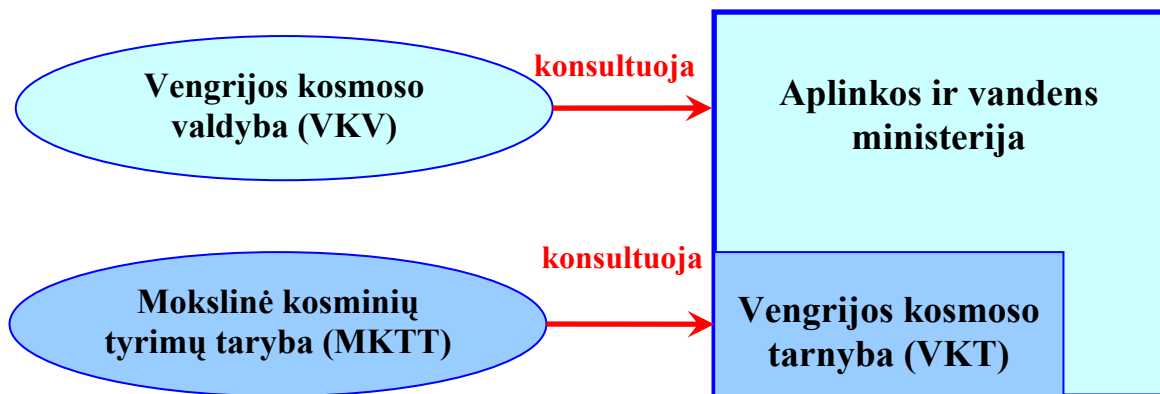 Vengrijos kosmoso
valdyba (VKV)
konsultuoja
Aplinkos ir vandens
ministerija
Mokslinė kosminių
tyrimų taryba (MKTT)
konsultuoja
Vengrijos kosmoso
tarnyba (VKT)